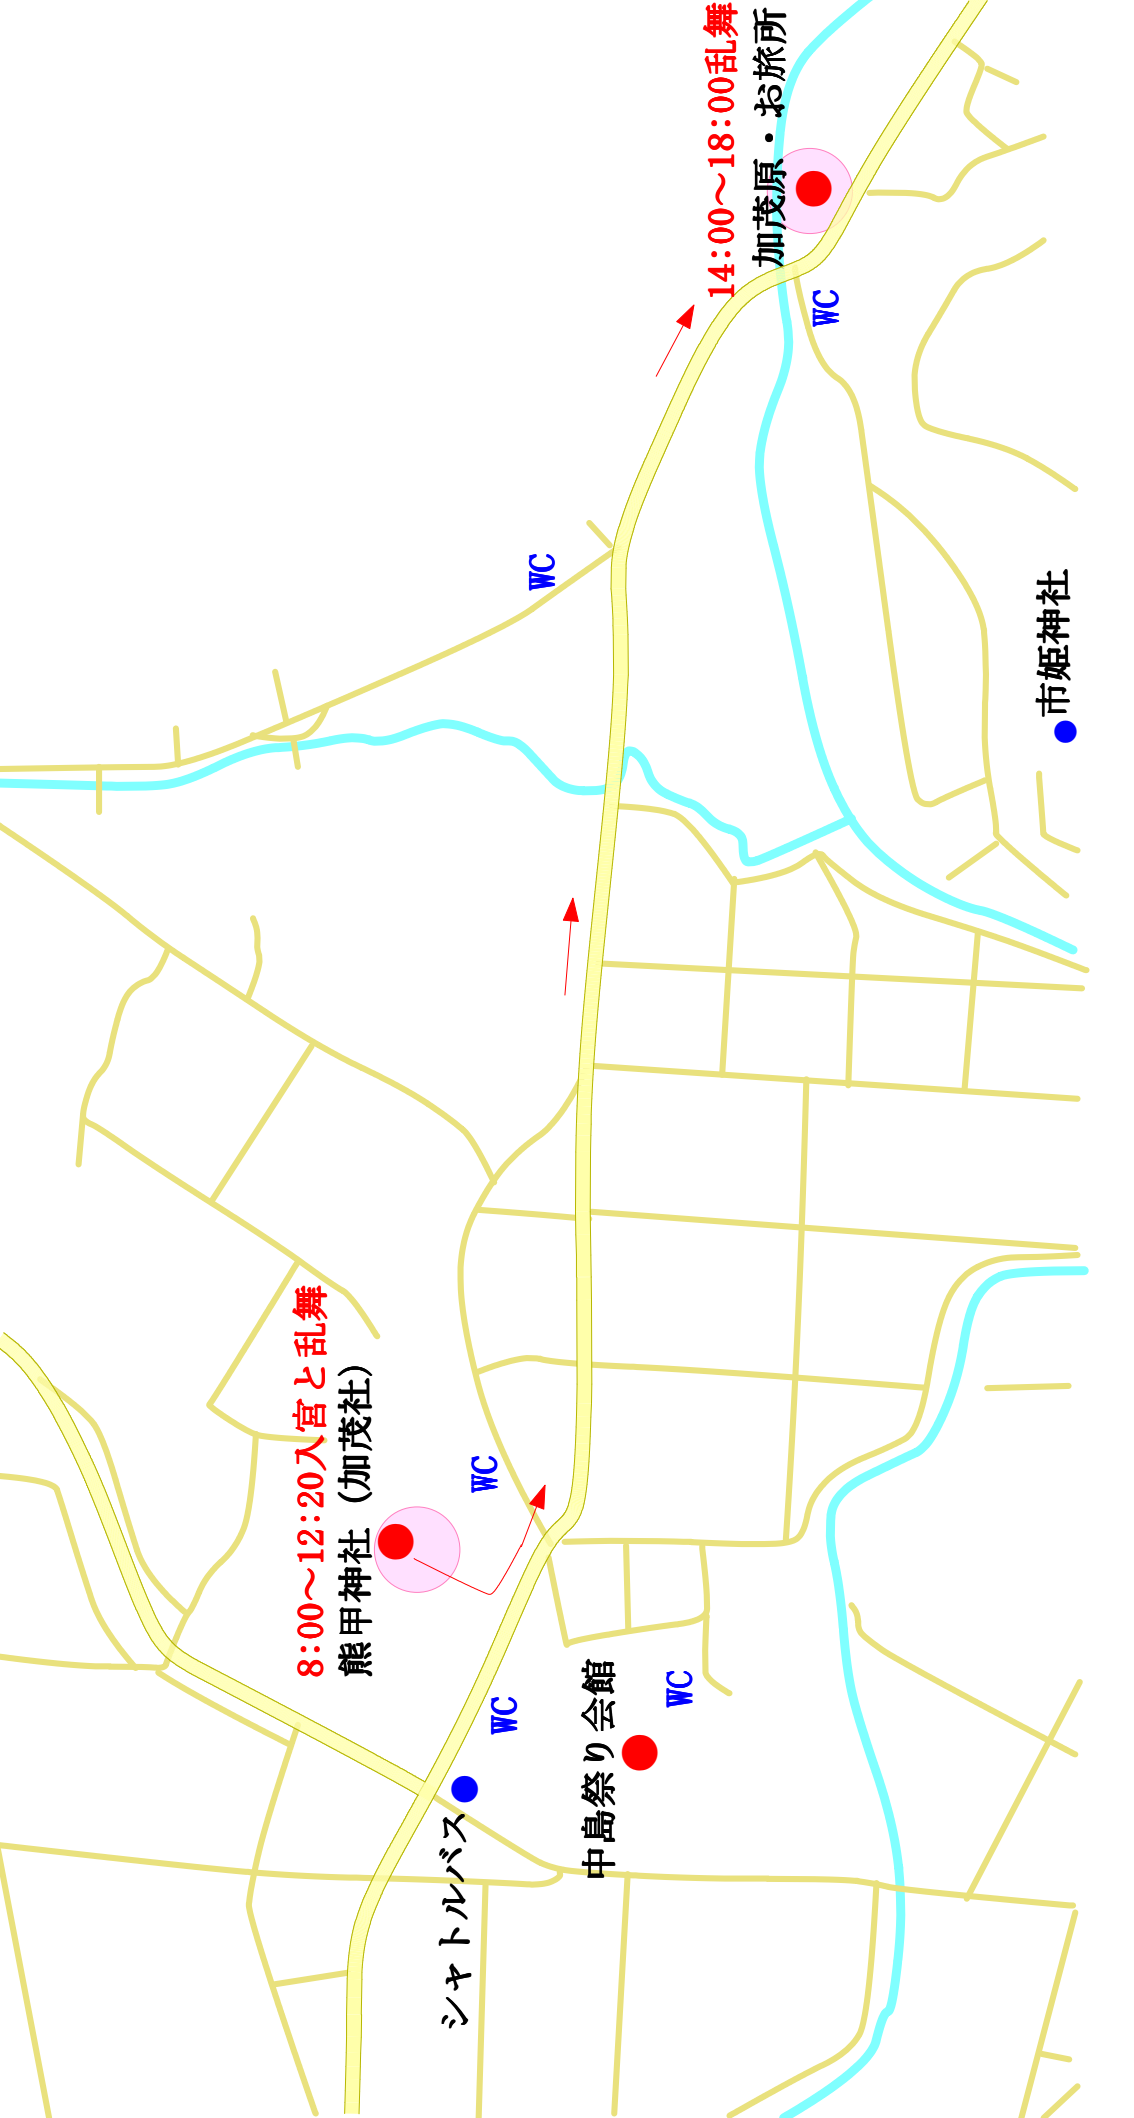 8:00～12:20入宮と乱舞
熊甲神社（加茂社）
WC
シャトルバス
WC
WC
中島祭り会館
WC
14:00～18:00乱舞
加茂原・お旅所
WC
市姫神社